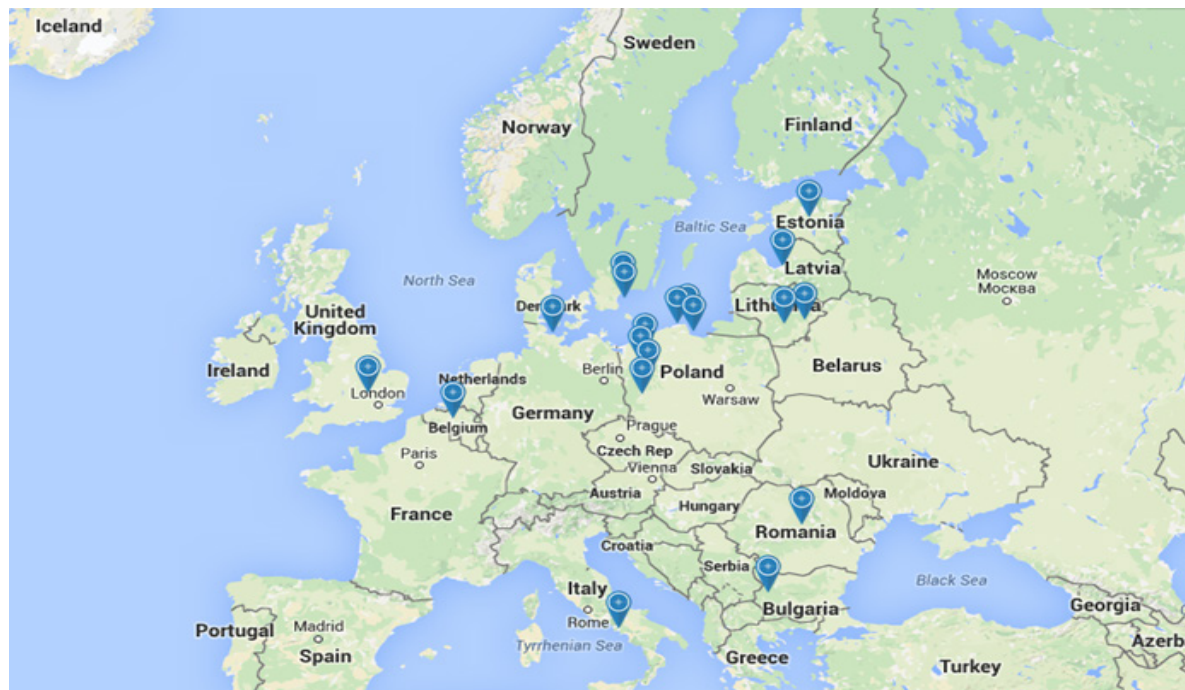 Iceland
Sweden
Norway
Finland
Estonia
Baltic Sea
North Sea
Latvia
Moscow
Москва
Denmark
Lithuania
United
Kingdom
Ireland
Belarus
Berlin
Poland
Netherlands
London
Warsaw
Germany
Belgium
Prague
Paris
Czech Rep
Ukraine
Vienna
Slovakia
Austria
Moldova
Hungary
France
Romania
Croatia
Serbia
Black Sea
Italy
Bulgaria
Georgia
Rome
Portugal
Madrid
Tyrrhenian Sea
Azerb
Spain
Greece
Turkey